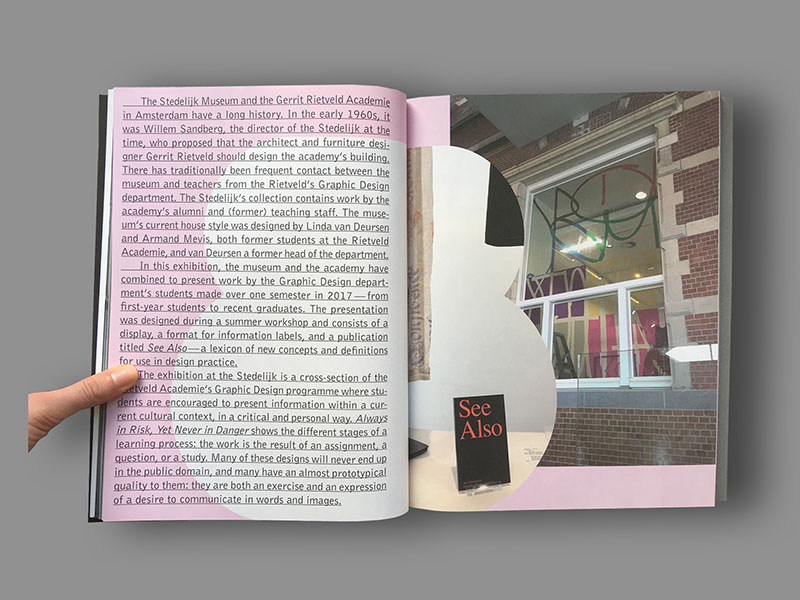 The Stedelijk Museum and the Gerrit Rietveld Academie
in Amsterdam have a long history. In the early 1960s, it
was Willem Sandberg, the director of the Stedelijk at the
time, who proposed that the architect and furniture desi-
gner Gerrit Rietveld should design the academy's building.
There has traditionally been frequent contact between the
museum and teachers from the Rietveld's Graphic Design
department. The Stedelijk's collection contains work by the
academy's alumni and (former) teaching staff. The muse-
um's current house style was designed by Linda van Deursen
and Armand Mevis, both former students at the Rietveld
Academie, and van Deursen a former head of the department.
In this exhibition, the museum and the academy have
combined to present work by the Graphic Design depart-
ment's students made over one semester in 2017—from
first-year students to recent graduates. The presentation
was designed during a summer workshop and consists of a
display, a format for information labels, and a publication
titled See Also—a lexicon of new concepts and definitions
for use in design practice.
The exhibition at the Stedelijk is a cross-section of the
Rietveld Academie's Graphic Design programme where stu-
dents are encouraged to present information within a cur-
rent cultural context, in a critical and personal way. Always
in Risk, Yet Never in Danger shows the different stages of a
learning process: the work is the result of an assignment, a
question, or a study. Many of these designs will never end up
in the public domain, and many have an almost prototypical
quality to them: they are both an exercise and an expression
of a desire to communicate in words and images.
See
Also